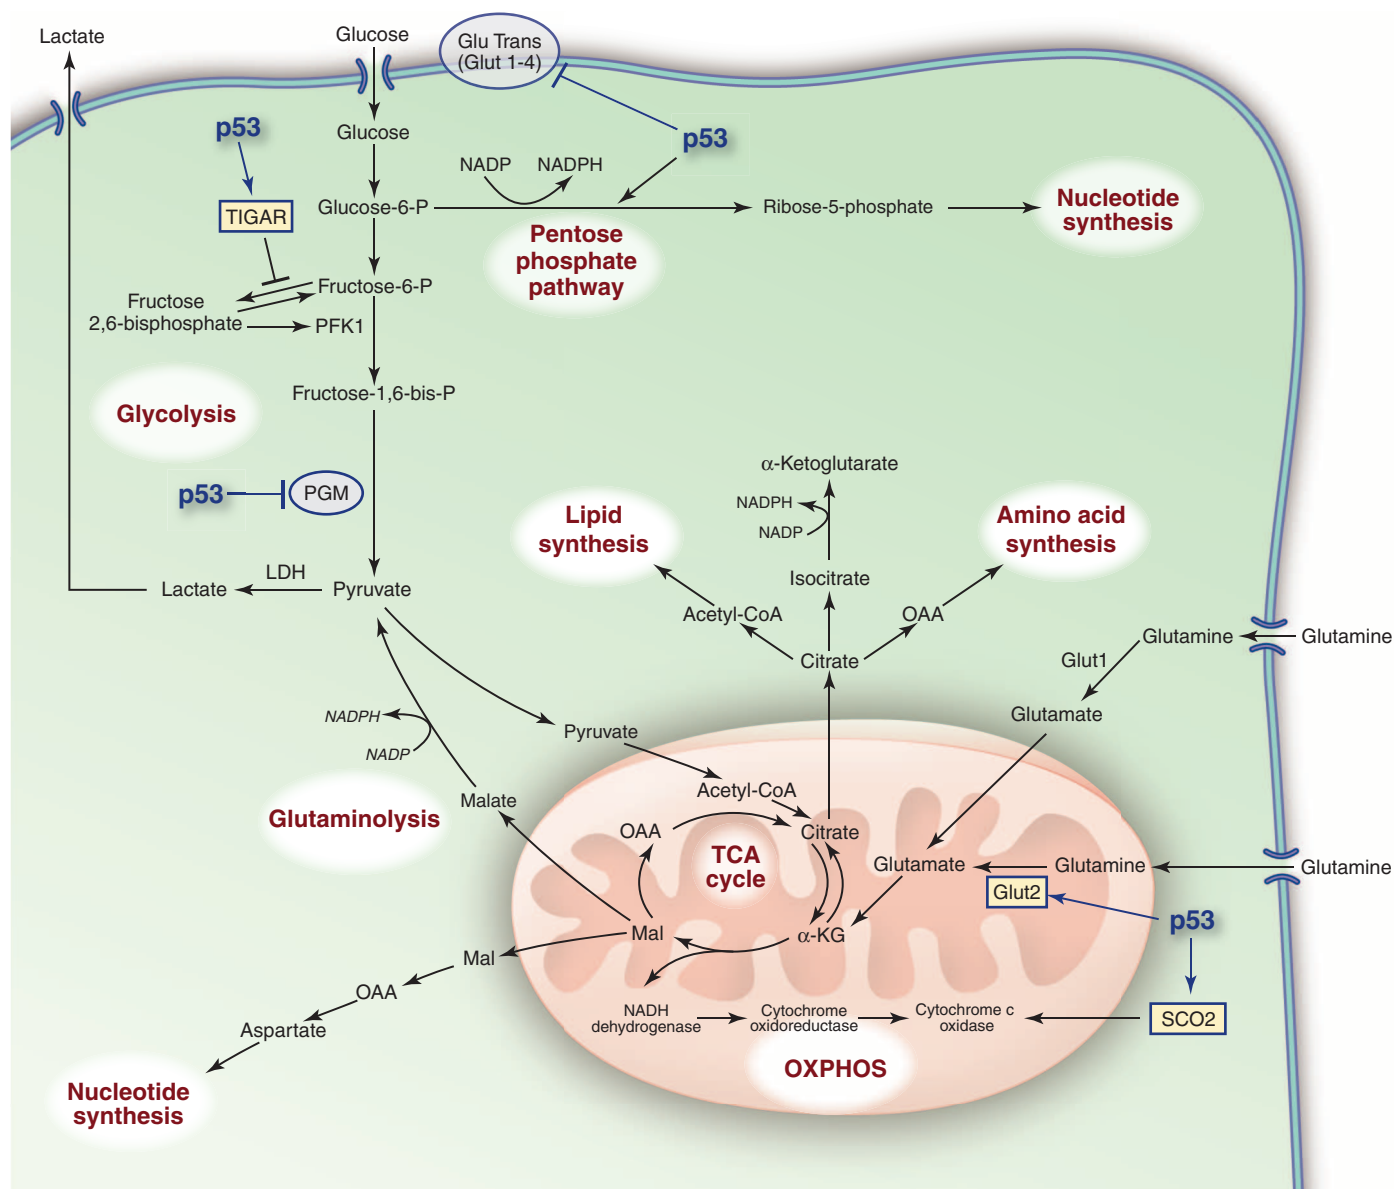 Lactate
Glucose
Glu Trans
(Glut 1-4)
p53
Glucose
p53
NADP
NADPH
TIGAR
Glucose-6-P
Ribose-5-phosphate
Nucleotide
synthesis
Pentose
phosphate
pathway
Fructose-6-P
Fructose
2,6-bisphosphate
PFK1
Fructose-1,6-bis-P
Glycolysis
p53
PGM
α-Ketoglutarate
NADPH
NADP
Lipid
synthesis
Amino acid
synthesis
LDH
Lactate
Pyruvate
Isocitrate
Acetyl-CoA
OAA
Citrate
Glutamine
Glutamine
Glut1
Glutamate
NADPH
NADP
Pyruvate
Malate
Acetyl-CoA
Glutaminolysis
OAA
Citrate
TCA
cycle
Glutamate
Glutamine
Glutamine
Glut2
p53
Mal
α-KG
Mal
OAA
Aspartate
NADH
dehydrogenase
Cytochrome
oxidoreductase
Cytochrome c
oxidase
SCO2
OXPHOS
Nucleotide
synthesis